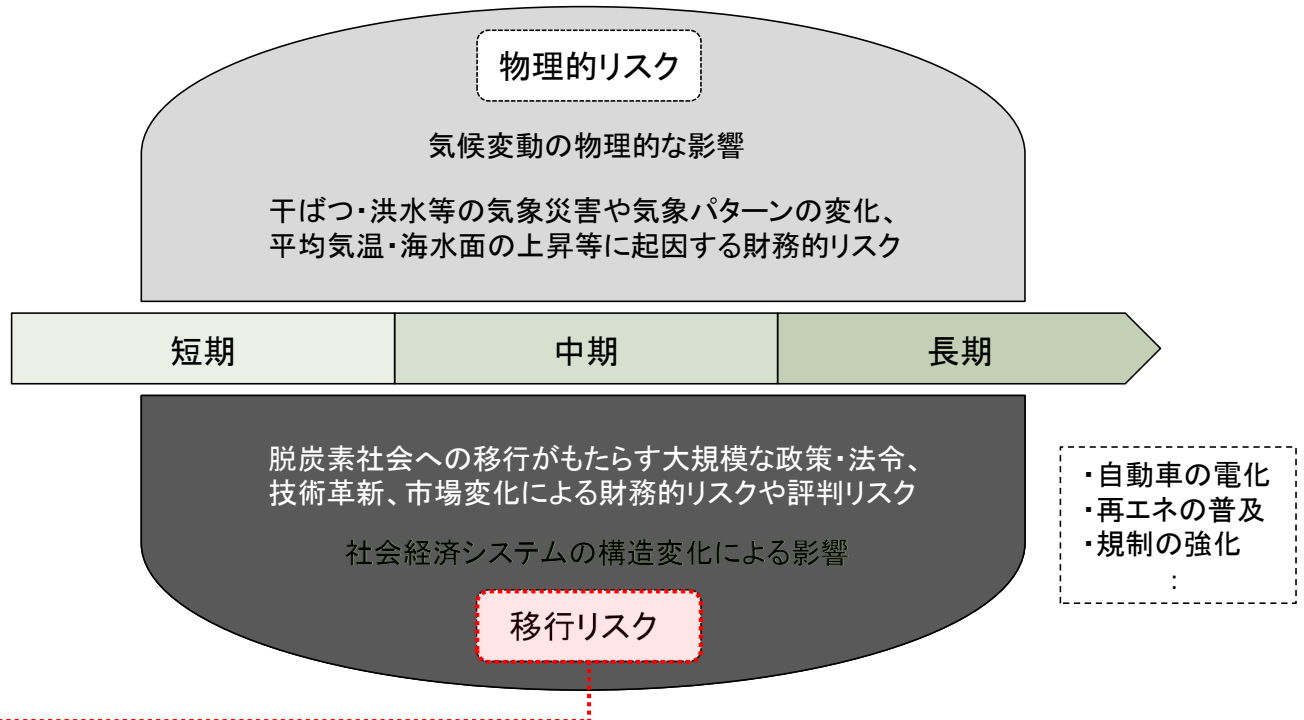 物理的リスク
気候変動の物理的な影響
干ばつ・洪水等の気象災害や気象パターンの変化、
平均気温・海水面の上昇等に起因する財務的リスク
短期
中期
長期
脱炭素社会への移行がもたらす大規模な政策・法令、
技術革新、市場変化による財務的リスクや評判リスク
社会経済システムの構造変化による影響
移行リスク
・自動車の電化
・再エネの普及
・規制の強化
: